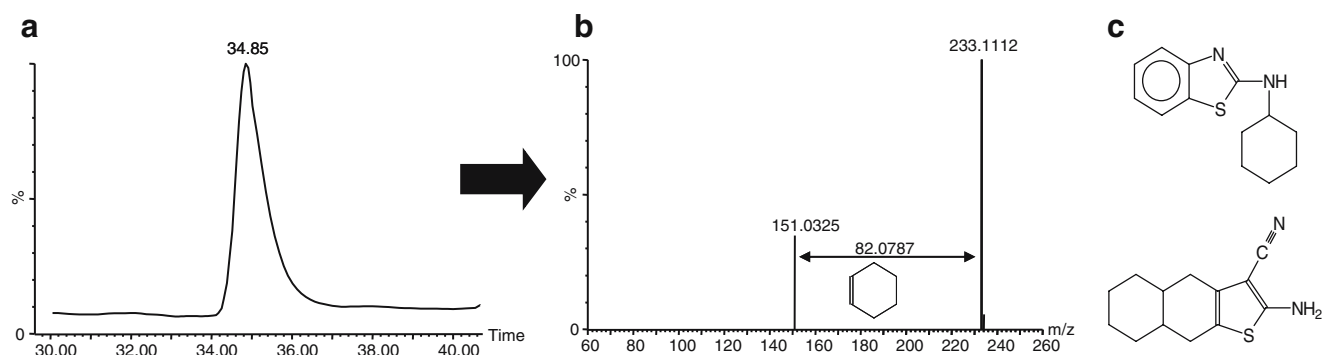 a
34.85
%
0
30.00 32.00 34.00 36.00 38.00 40.00
Time
b
233.1112
100
%
151.0325
82.0787
0
60 80 100 120 140 160 180 200 220 240 260
m/z
c
N
NH
S
N
C
NH2
S